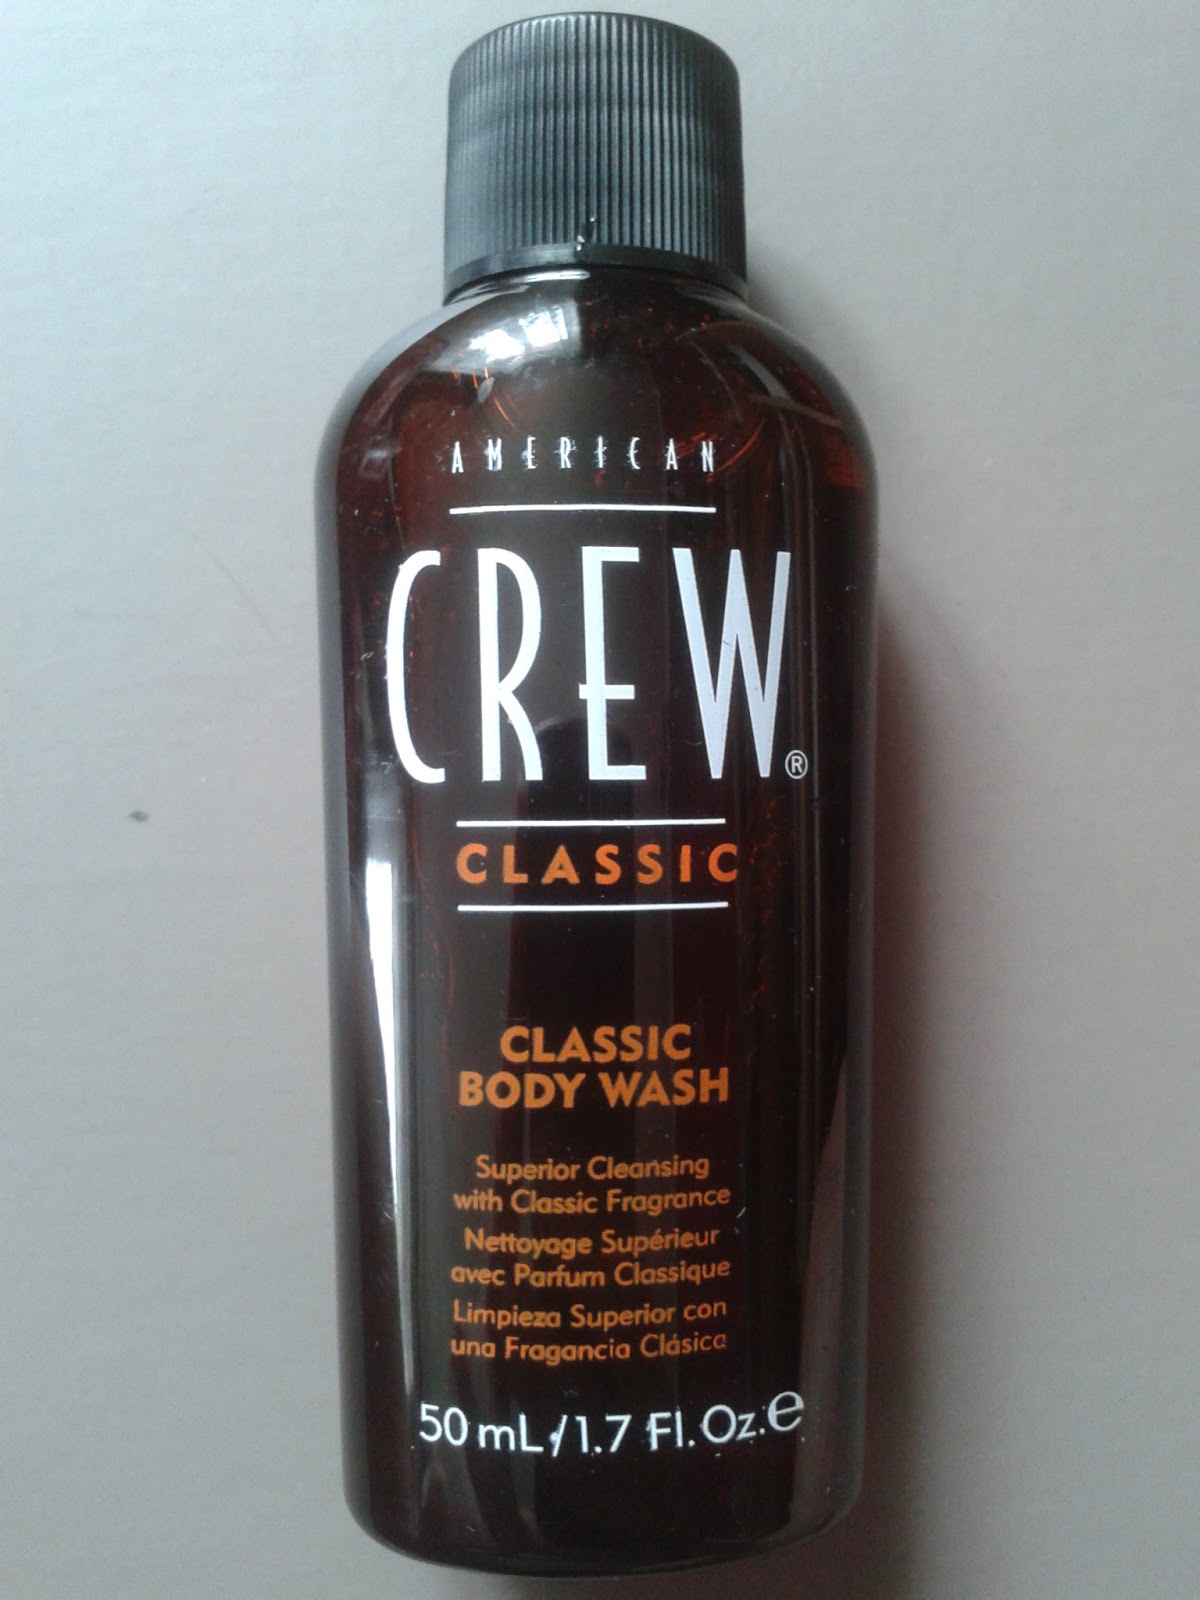 AMERICAN
CREW®
CLASSIC
CLASSIC
BODY WASH
Superior Cleansing
with Classic Fragrance
Nettoyage Supérieur
avec Parfum Classique
Limpieza Superior con
una Fragancia Clásica
50 mL/1.7 Fl. Oz. ℮